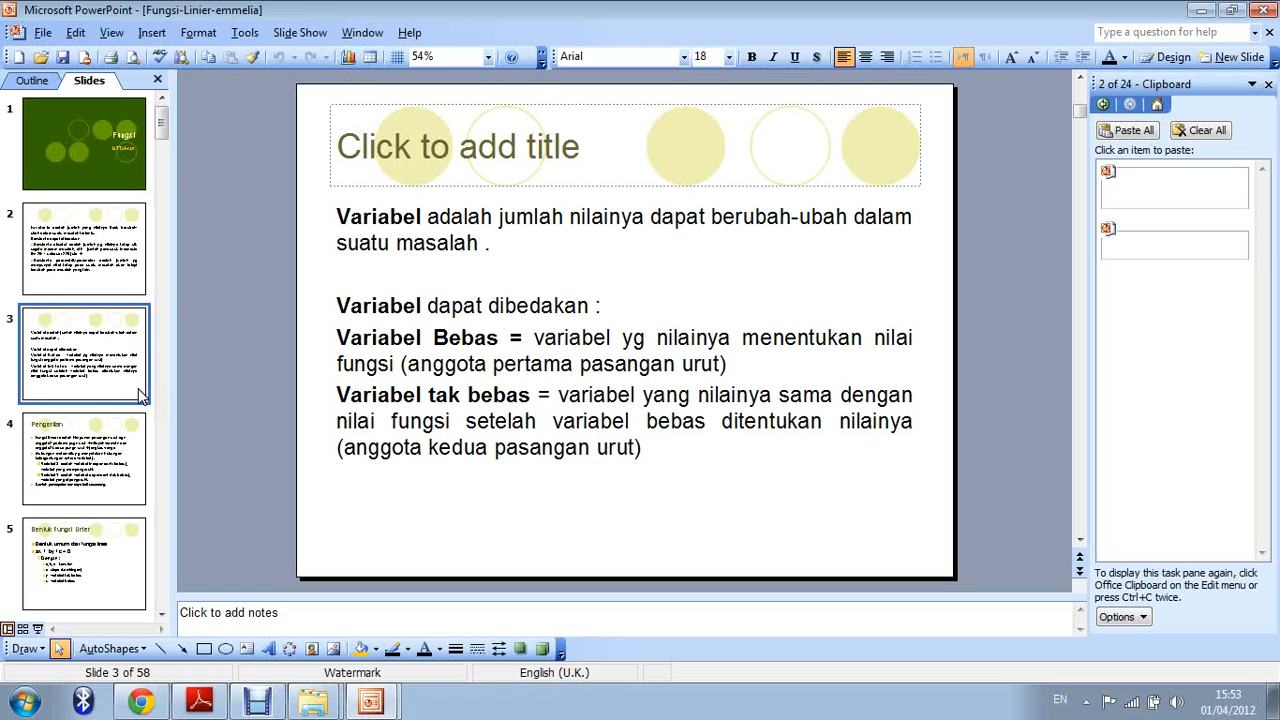 Microsoft PowerPoint - [Fungsi-Linier-emmelia]
File Edit View Insert Format Tools Slide Show Window Help
Type a question for help
54%
Arial
18
Design
New Slide
Outline
Slides
2 of 24 - Clipboard
Paste All
Clear All
Click an item to paste:
1
Fungsi
2
3
4
Pengertian
5
Bentuk Fungsi Linier
Click to add title
Variabel adalah jumlah nilainya dapat berubah-ubah dalam
suatu masalah .
Variabel dapat dibedakan :
Variabel Bebas = variabel yg nilainya menentukan nilai
fungsi (anggota pertama pasangan urut)
Variabel tak bebas = variabel yang nilainya sama dengan
nilai fungsi setelah variabel bebas ditentukan nilainya
(anggota kedua pasangan urut)
To display this task pane again, click
Office Clipboard on the Edit menu or
press Ctrl+C twice.
Options
Click to add notes
Draw
AutoShapes
Slide 3 of 58
Watermark
English (U.K.)
EN
15:53
01/04/2012